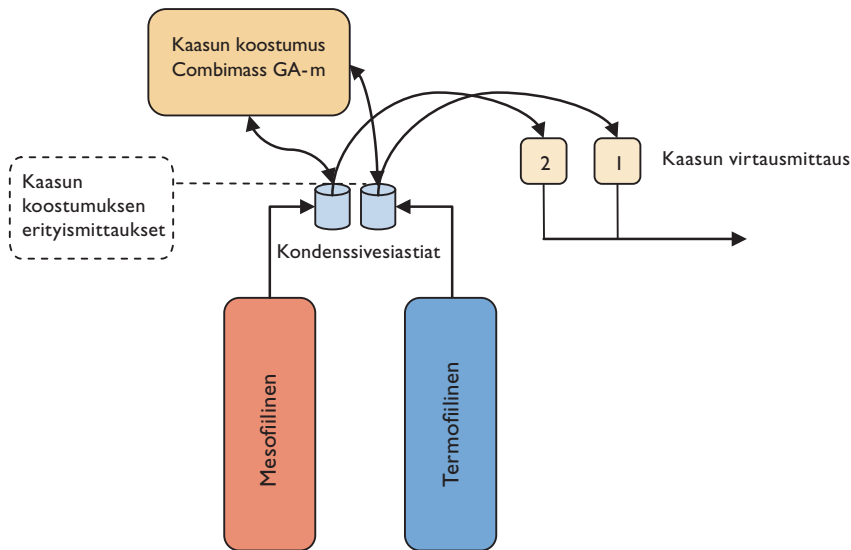 Kaasun koostumus
Combimass GA-m
2
1
Kaasun virtausmittaus
Kaasun
koostumuksen
erityismittaukset
Kondenssivesiastiat
Mesofiilinen
Termofiilinen